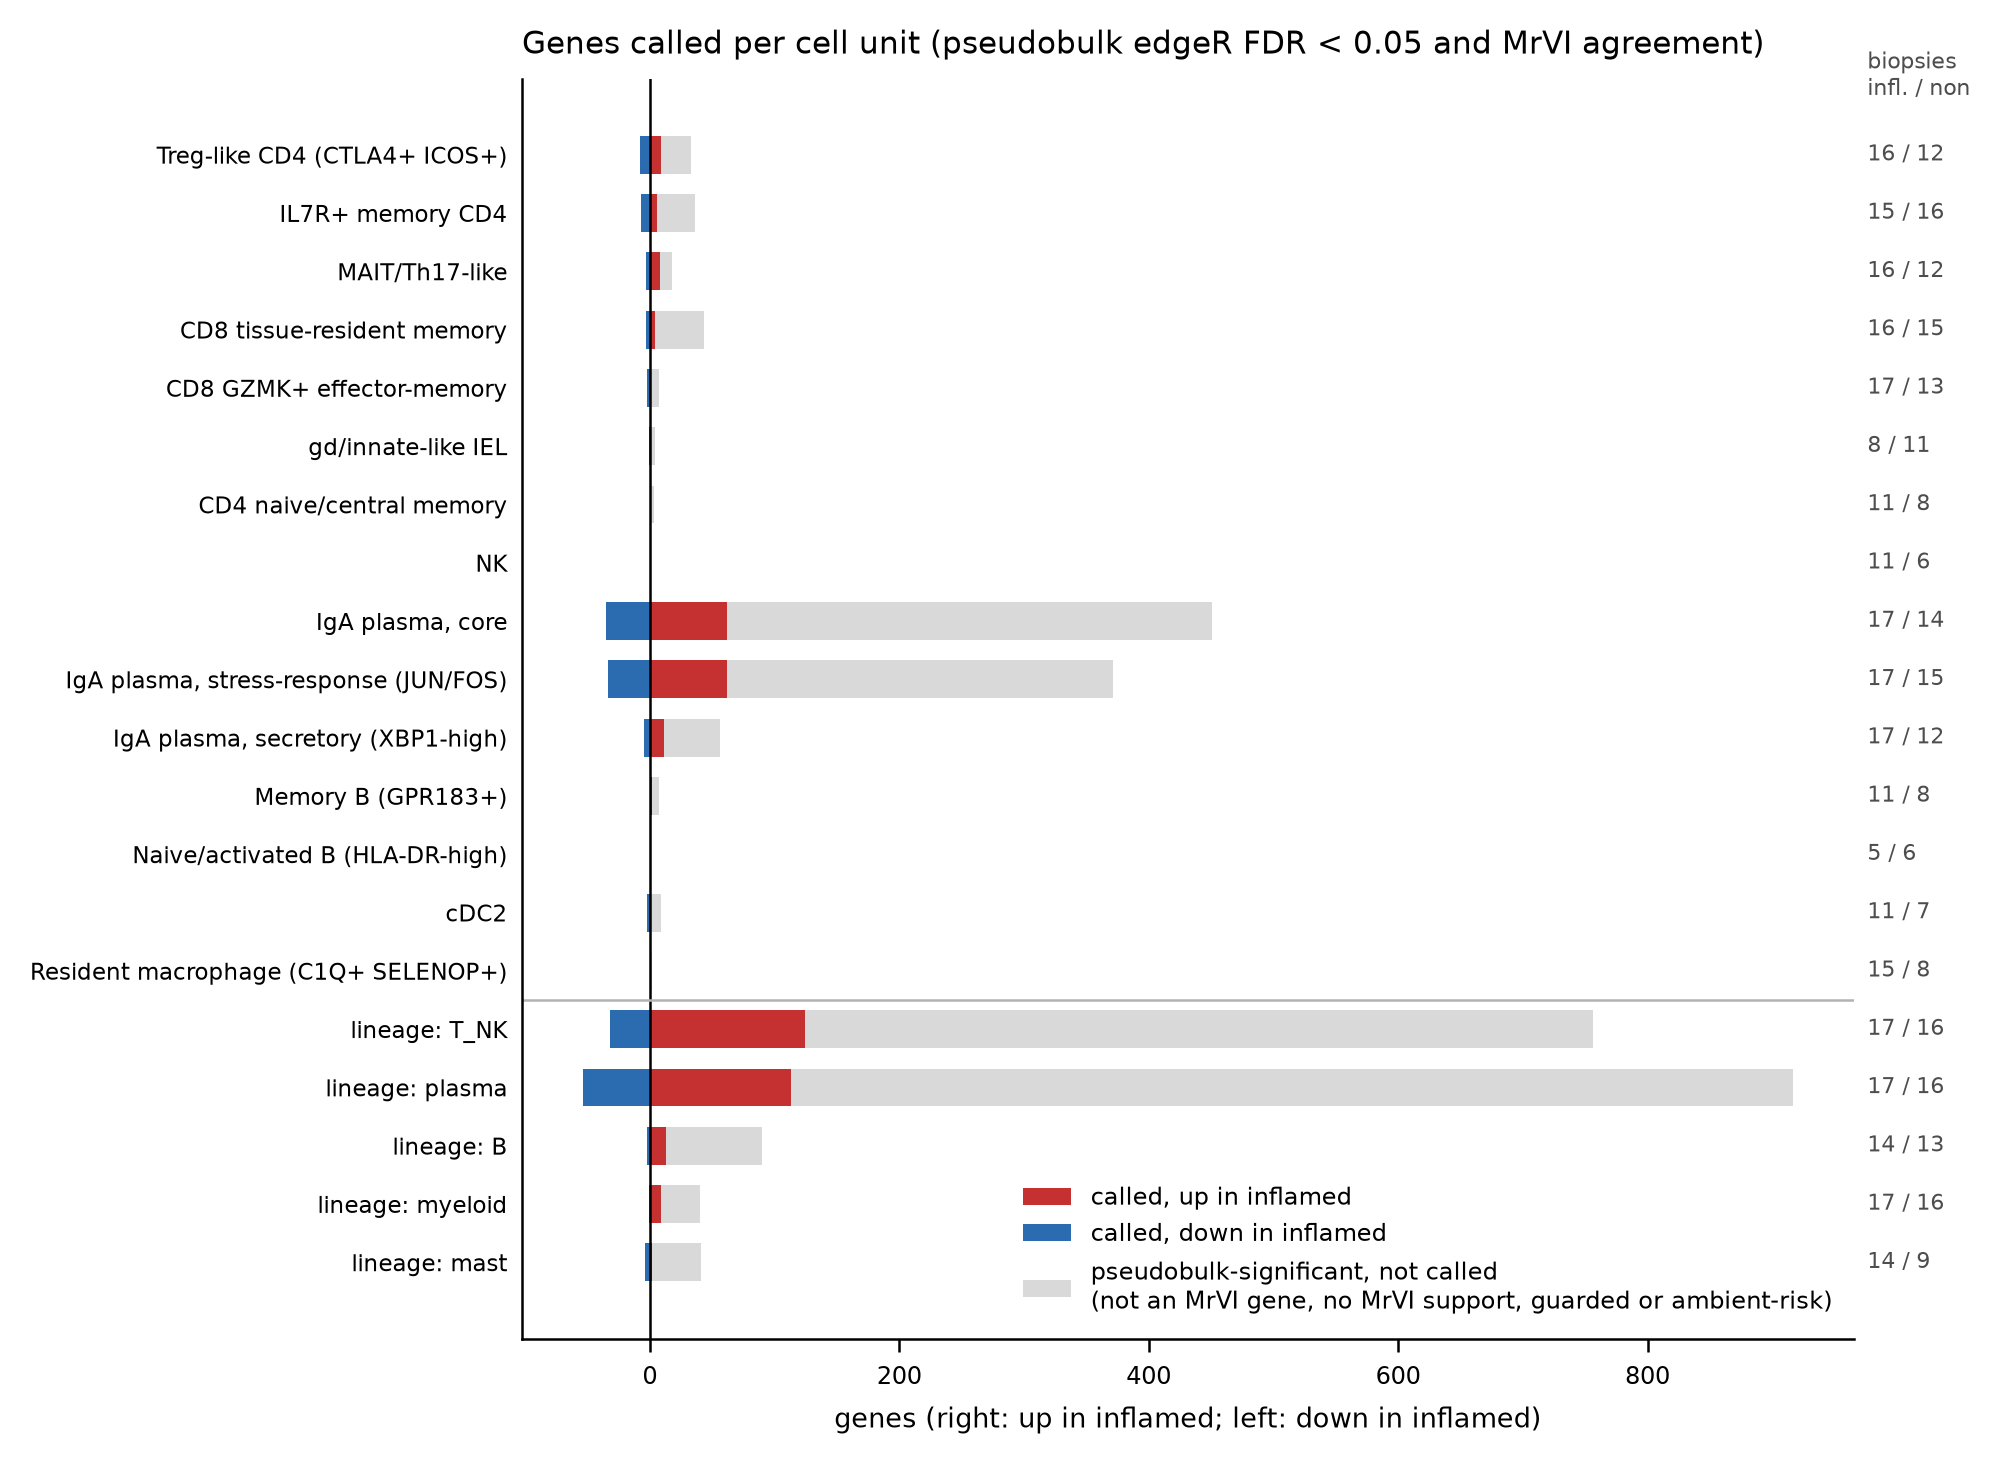 Genes called per cell unit (pseudobulk edgeR FDR < 0.05 and MrVI agreement)
biopsies
infl. / non
Treg-like CD4 (CTLA4+ ICOS+) 16 / 12
IL7R+ memory CD4 15 / 16
MAIT/Th17-like 16 / 12
CD8 tissue-resident memory 16 / 15
CD8 GZMK+ effector-memory 17 / 13
gd/innate-like IEL 8 / 11
CD4 naive/central memory 11 / 8
NK 11 / 6
IgA plasma, core 17 / 14
IgA plasma, stress-response (JUN/FOS) 17 / 15
IgA plasma, secretory (XBP1-high) 17 / 12
Memory B (GPR183+) 11 / 8
Naive/activated B (HLA-DR-high) 5 / 6
cDC2 11 / 7
Resident macrophage (C1Q+ SELENOP+) 15 / 8
lineage: T_NK 17 / 16
lineage: plasma 17 / 16
lineage: B 14 / 13
lineage: myeloid 17 / 16
lineage: mast 14 / 9
called, up in inflamed
called, down in inflamed
pseudobulk-significant, not called
(not an MrVI gene, no MrVI support, guarded or ambient-risk)
0 200 400 600 800
genes (right: up in inflamed; left: down in inflamed)